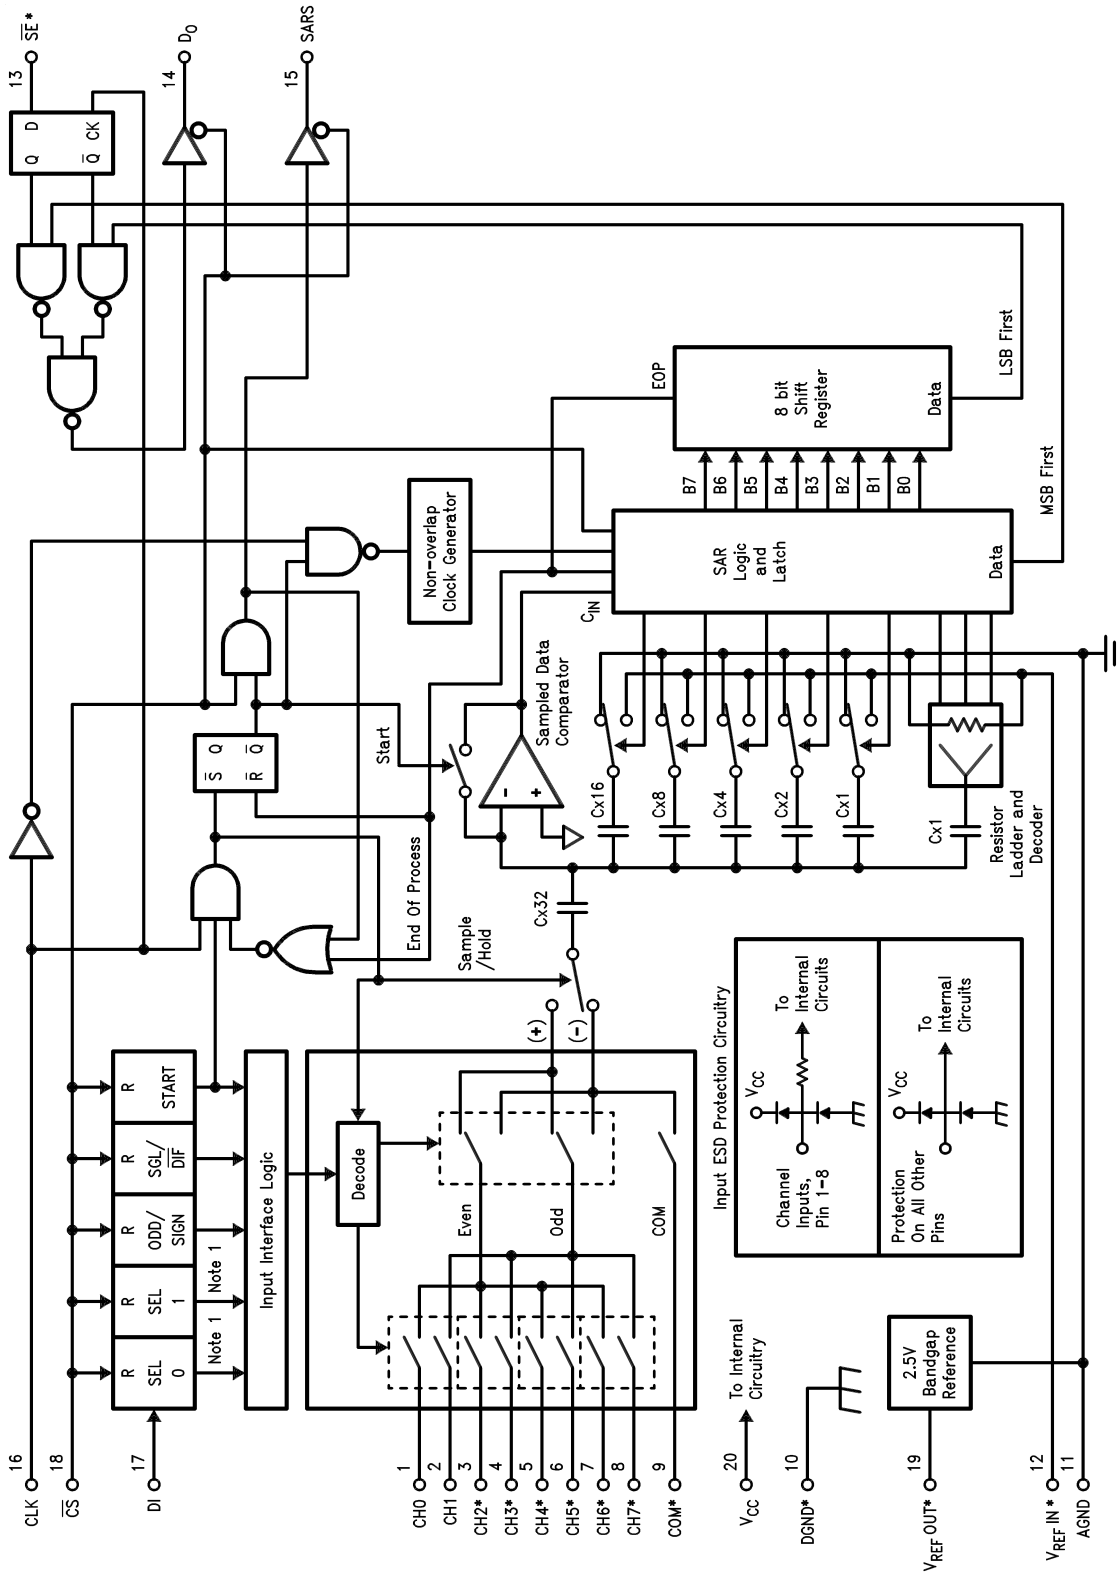 CLK
16
C̅S̅
18
DI
17
R
R
R
R
R
SEL
0
SEL
1
ODD/
SIGN
SGL/
D̅I̅F̅
START
Note 1
Note 1
Input Interface Logic
CH0
1
CH1
2
CH2*
3
CH3*
4
CH4*
5
CH5*
6
CH6*
7
CH7*
8
COM*
9
Decode
Even
Odd
COM
(+)
(-)
Sample
/Hold
End Of Process
S̅ Q
R̅ Q̅
Start
Non-overlap
Clock Generator
Sampled Data
Comparator
-
+
Cx32
Cx16
Cx8
Cx4
Cx2
Cx1
Cx1
Resistor
Ladder and
Decoder
CIN
SAR
Logic
and
Latch
Data
B7
B6
B5
B4
B3
B2
B1
B0
EOP
8 bit
Shift
Register
Data
MSB First
LSB First
Q D
Q̅ CK
13
S̅E̅*
14
DO
15
SARS
Input ESD Protection Circuitry
VCC
Channel
Inputs,
Pin 1-8
To
Internal
Circuits
VCC
Protection
On All Other
Pins
To
Internal
Circuits
VCC
20
To Internal
Circuitry
DGND*
10
VREF OUT*
19
2.5V
Bandgap
Reference
VREF IN*
12
AGND
11